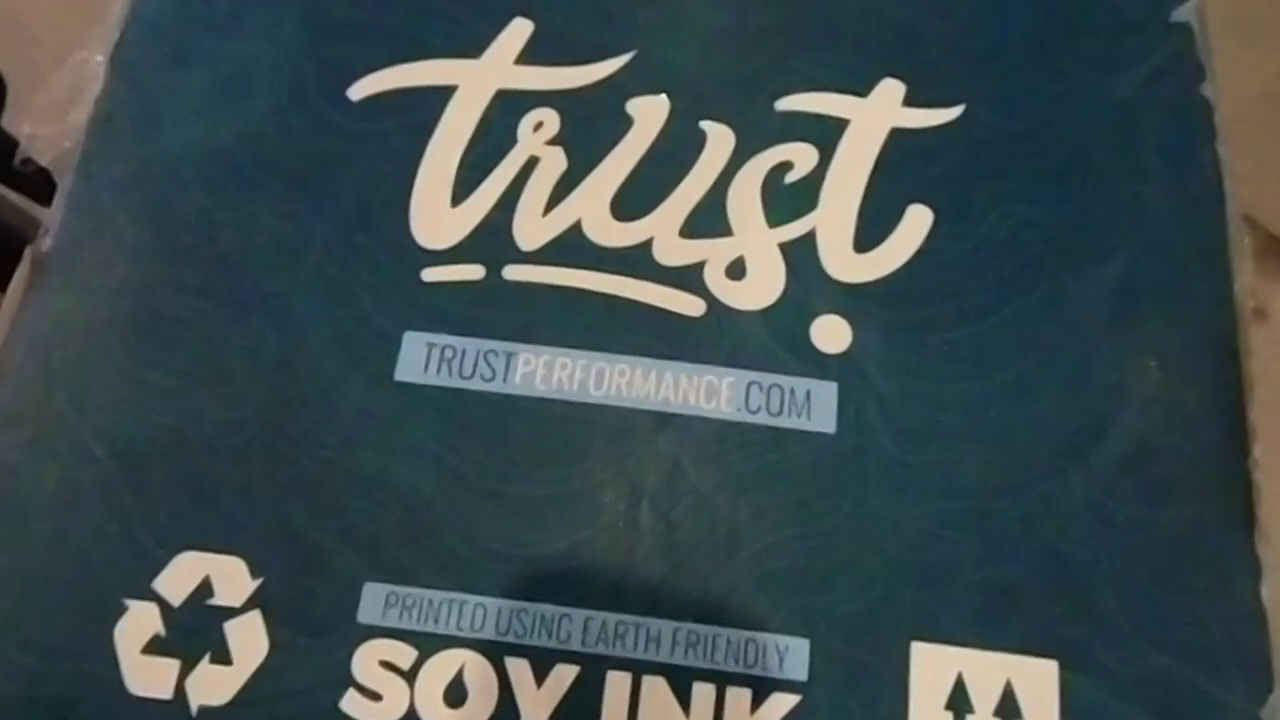 trust.
TRUSTPERFORMANCE.COM
PRINTED USING EARTH FRIENDLY
SOY INK